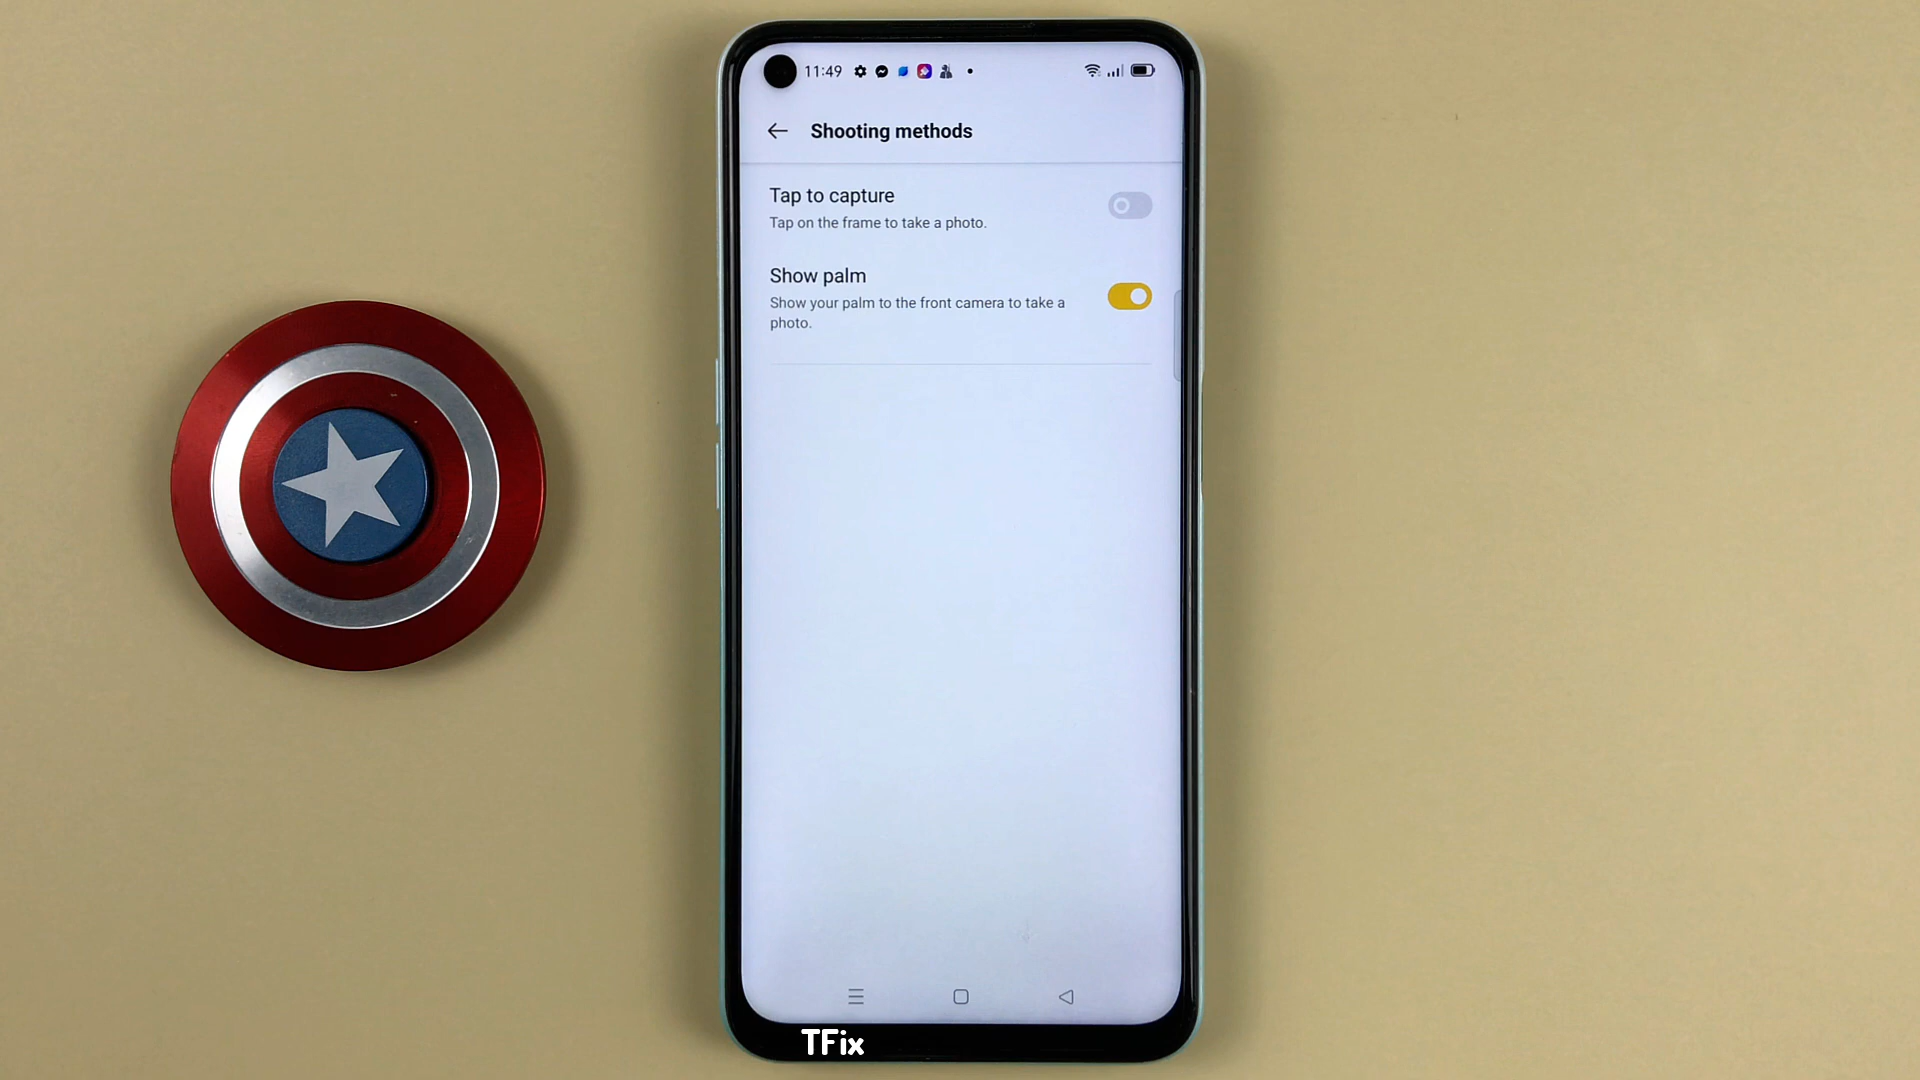 11:49
Shooting methods
Tap to capture
Tap on the frame to take a photo.
Show palm
Show your palm to the front camera to take a
photo.
TFix